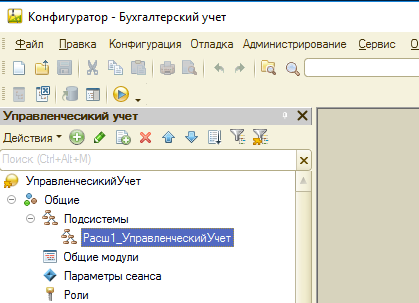 Конфигуратор - Бухгалтерский учет
Файл Правка Конфигурация Отладка Администрирование Сервис О
Управленчесикий учет
Действия
Поиск (Ctrl+Alt+M)
УправленчесикийУчет
Общие
Подсистемы
Расш1_УправленческийУчет
Общие модули
Параметры сеанса
Роли